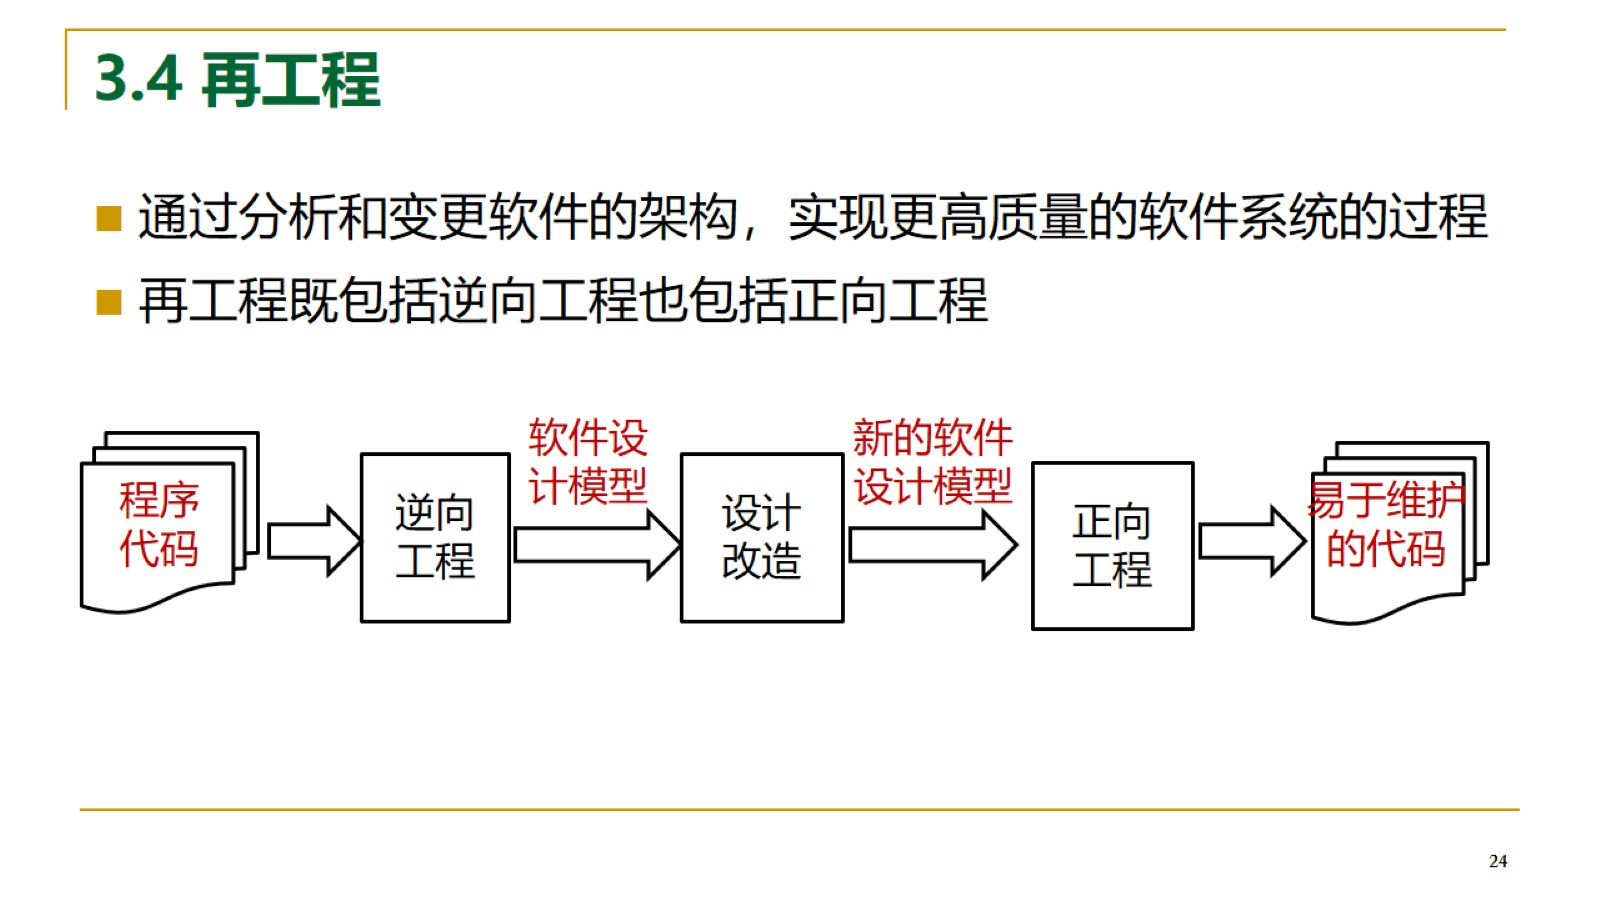 3.4 再工程
通过分析和变更软件的架构，实现更高质量的软件系统的过程
再工程既包括逆向工程也包括正向工程
程序
代码
逆向
工程
软件设
计模型
设计
改造
新的软件
设计模型
正向
工程
易于维护
的代码
24